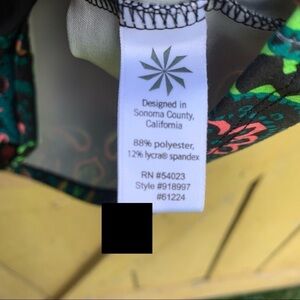 Designed in
Sonoma County,
California
88% polyester,
12% lycra® spandex
RN #54023
Style #918997
#61224